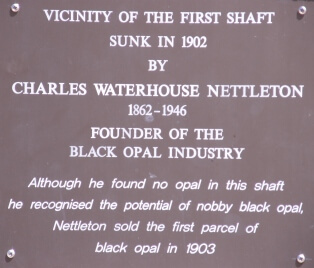 VICINITY OF THE FIRST SHAFT
SUNK IN 1902
BY
CHARLES WATERHOUSE NETTLETON
1862-1946
FOUNDER OF THE
BLACK OPAL INDUSTRY
Although he found no opal in this shaft
he recognised the potential of nobby black opal,
Nettleton sold the first parcel of
black opal in 1903